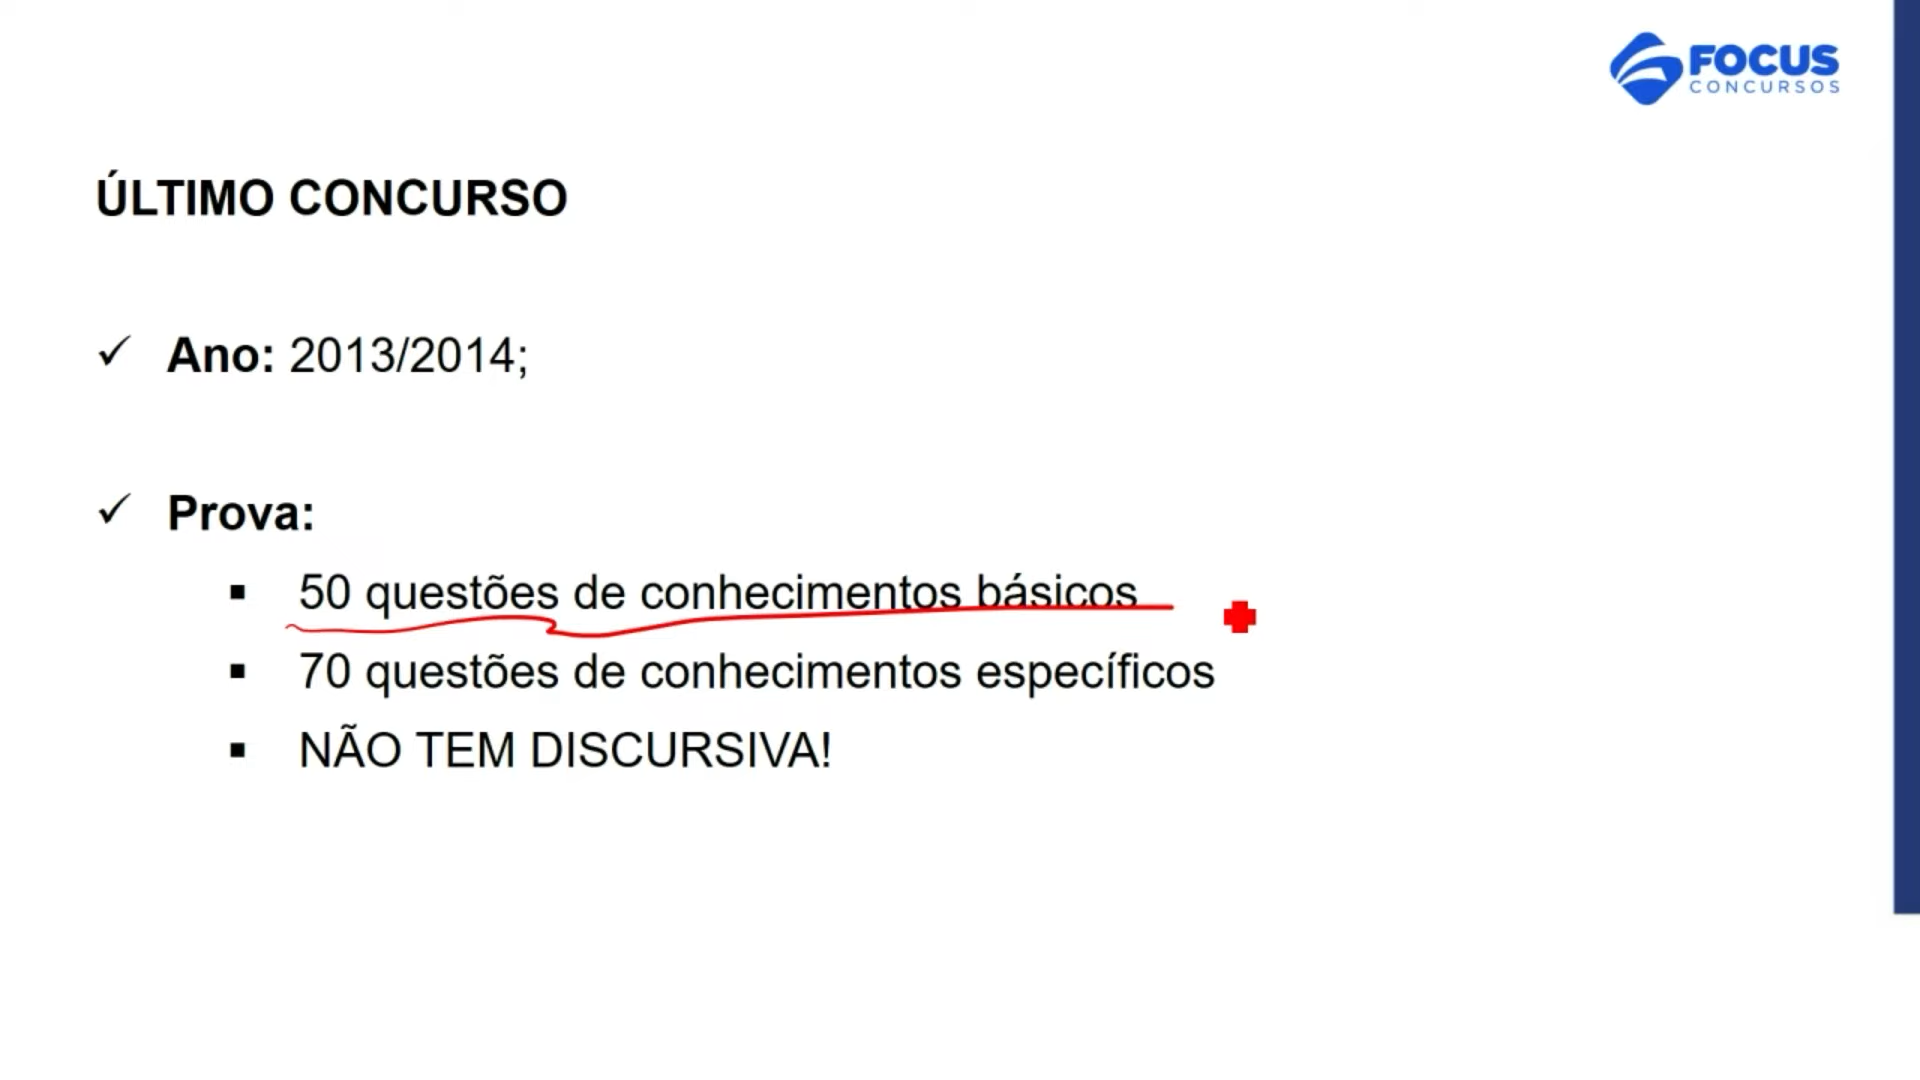 FOCUS
CONCURSOS
ÚLTIMO CONCURSO
✓ Ano: 2013/2014;
✓ Prova:
▪ 50 questões de conhecimentos básicos
▪ 70 questões de conhecimentos específicos
▪ NÃO TEM DISCURSIVA!